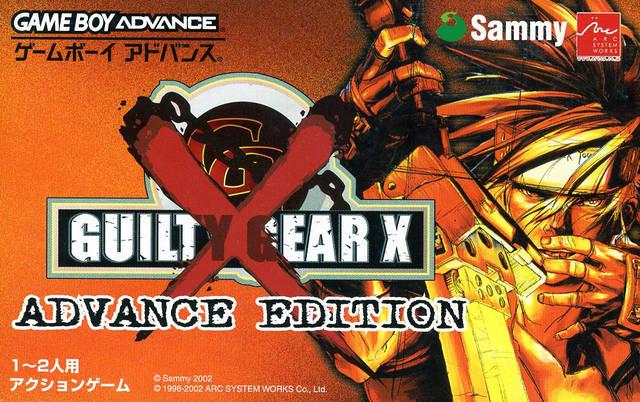 GAME BOY ADVANCE
ゲームボーイ アドバンス®
Sammy
ARC
SYSTEM
WORKS
G
GUILTY GEAR X
ADVANCE EDITION
1～2人用
アクションゲーム
© Sammy 2002
© 1998-2002 ARC SYSTEM WORKS Co., Ltd.